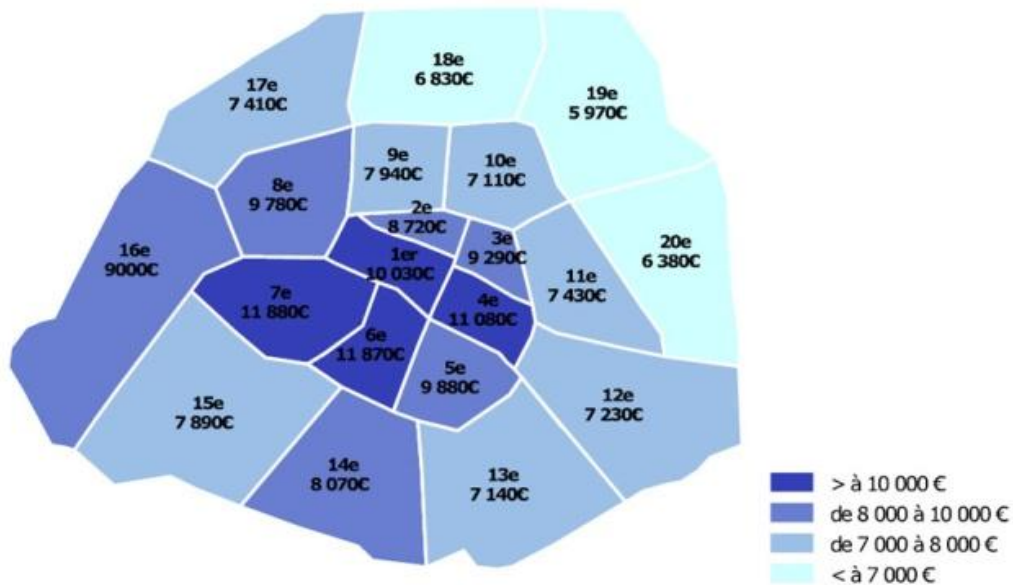 18e
6 830€
17e
7 410€
19e
5 970€
9e
7 940€
10e
7 110€
8e
9 780€
2e
8 720€
3e
9 290€
20e
6 380€
16e
9000€
1er
10 030€
11e
7 430€
7e
11 880€
4e
11 080€
6e
11 870€
5e
9 880€
12e
7 230€
15e
7 890€
14e
8 070€
13e
7 140€
> à 10 000 €
de 8 000 à 10 000 €
de 7 000 à 8 000 €
< à 7 000 €